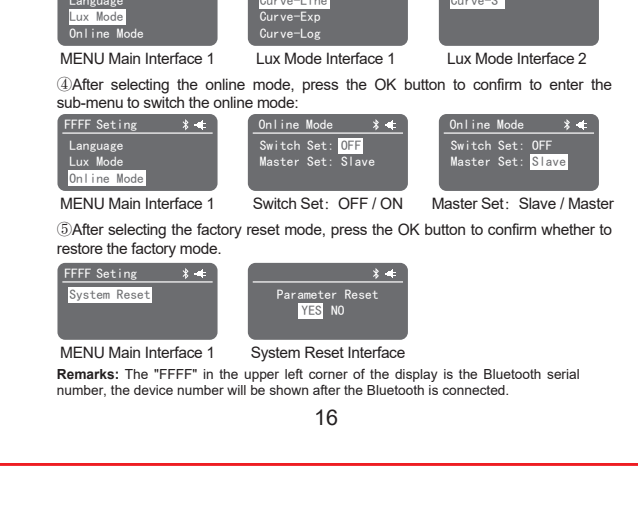 Language
Lux Mode
Online Mode
Curve-Line
Curve-Exp
Curve-Log
Curve-S
MENU Main Interface 1
Lux Mode Interface 1
Lux Mode Interface 2
④After selecting the online mode, press the OK button to confirm to enter the
sub-menu to switch the online mode:
FFFF Seting
Language
Lux Mode
Online Mode
Online Mode
Switch Set: OFF
Master Set: Slave
Online Mode
Switch Set: OFF
Master Set: Slave
MENU Main Interface 1
Switch Set: OFF / ON
Master Set: Slave / Master
⑤After selecting the factory reset mode, press the OK button to confirm whether to
restore the factory mode.
FFFF Seting
System Reset
Parameter Reset
YES NO
MENU Main Interface 1
System Reset Interface
Remarks: The "FFFF" in the upper left corner of the display is the Bluetooth serial
number, the device number will be shown after the Bluetooth is connected.
16